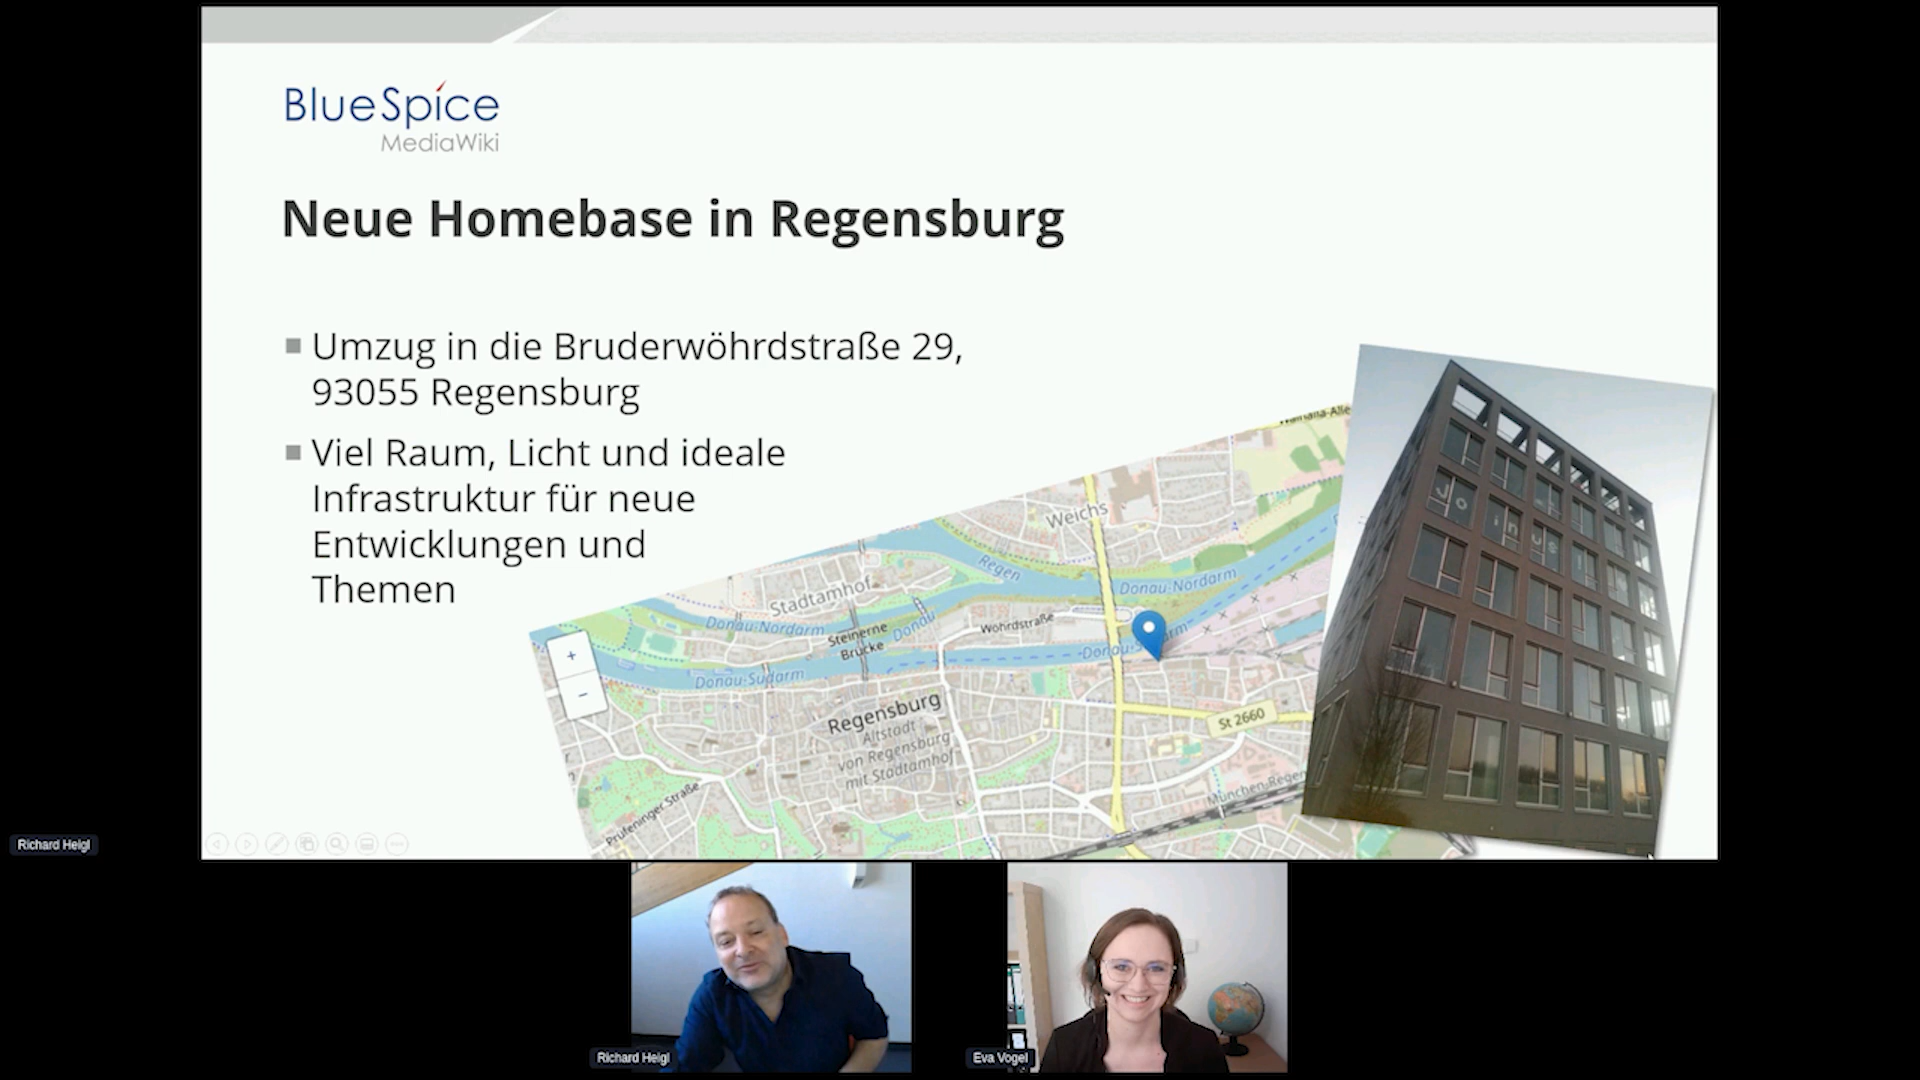 BlueSpice
MediaWiki
Neue Homebase in Regensburg
Umzug in die Bruderwöhrdstraße 29,
93055 Regensburg
Viel Raum, Licht und ideale
Infrastruktur für neue
Entwicklungen und
Themen
Weichs
Regen
Donau-Nordarm
Stadtamhof
Donau-Nordarm
Steinerne
Brücke
Donau
Wöhrdstraße
Donau-Südarm
+
−
Regensburg
Altstadt
von Regensburg
mit Stadtamhof
St 2660
Prüfeninger Straße
Join us
Richard Heigl
Richard Heigl
Eva Vogel